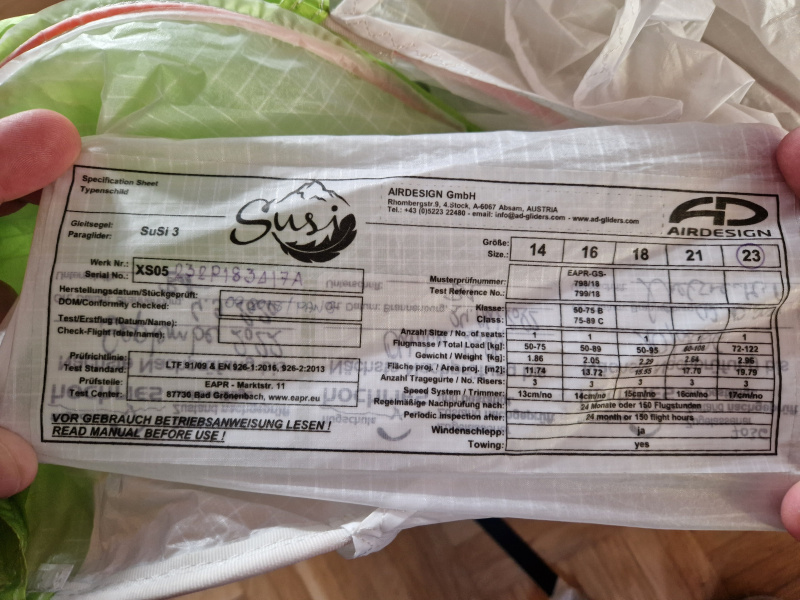 Specification Sheet
Typenschild
Gleitsegel:
Paraglider:
SuSi 3
Susi
AIRDESIGN GmbH
Rhombergstr.9, 4.Stock, A-6067 Absam, AUSTRIA
Tel.: +43 (0)5223 22480 - email: info@ad-gliders.com - www.ad-gliders.com
AD
AIRDESIGN
Werk Nr.:
Serial No.:
XS05
Herstellungsdatum/Stückgeprüft:
DOM/Conformity checked:
Test/Erstflug (Datum/Name):
Check-Flight (date/name):
Prüfrichtlinie:
Test Standard:
LTF 91/09 & EN 926-1:2016, 926-2:2013
Prüfstelle:
Test Center:
EAPR - Marktstr. 11
87730 Bad Grönenbach, www.eapr.eu
VOR GEBRAUCH BETRIEBSANWEISUNG LESEN !
READ MANUAL BEFORE USE !
Größe:
Size.:
14 16 18 21 23
Musterprüfnummer:
Test Reference No.:
EAPR-GS-
798/18
799/18
Klasse:
Class:
50-75 B
75-89 C
Anzahl Sitze / No. of seats:
1 1 1 1 1
Flugmasse / Total Load [kg]:
50-75 50-89 50-95 60-105 72-122
Gewicht / Weight [kg]:
1.86 2.05 2.64 2.96
Fläche proj. / Area proj. [m2]:
11.74 13.72 15.55 17.70 19.79
Anzahl Tragegurte / No. Risers:
3 3 3 3 3
Speed System / Trimmer:
13cm/no 14cm/no 15cm/no 16cm/no 17cm/no
Regelmäßige Nachprüfung nach:
24 Monate oder 150 Flugstunden
Periodic inspection after:
24 month or 150 flight hours
Windenschlepp:
ja
Towing:
yes